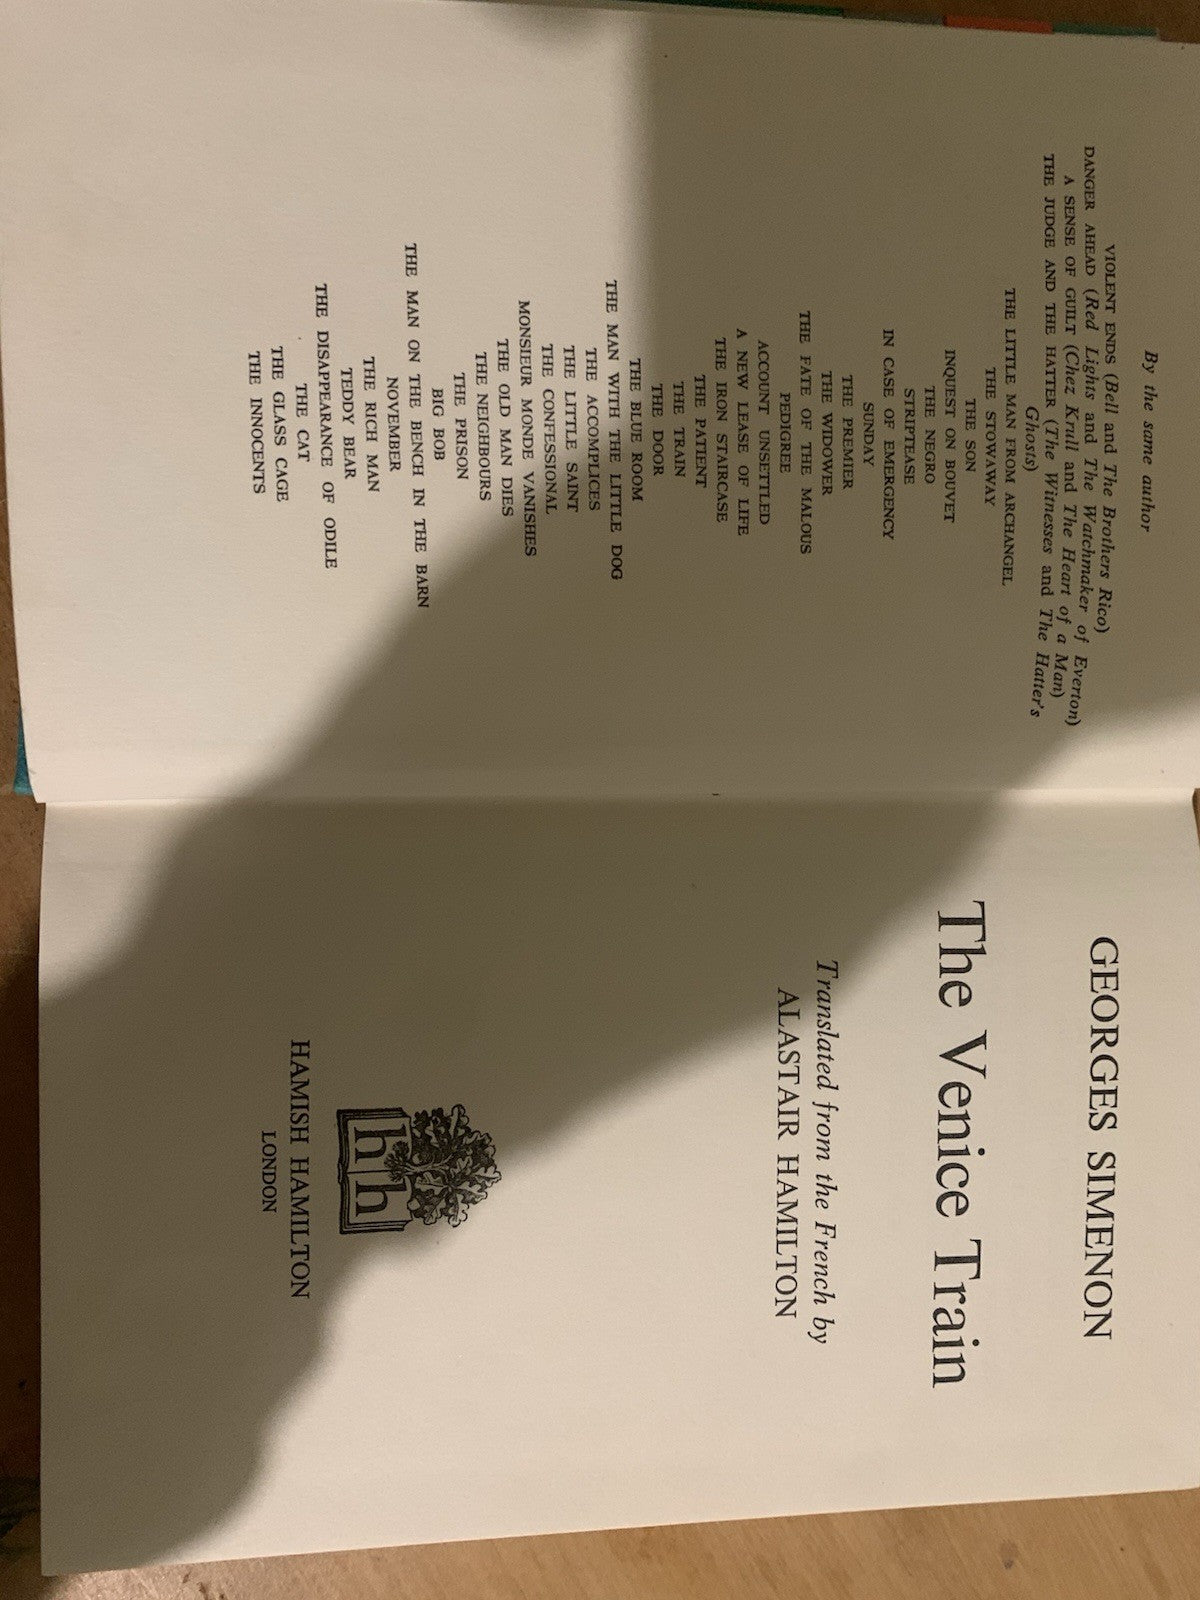 By the same author
VIOLENT ENDS (Bell and The Brothers Rico)
DANGER AHEAD (Red Lights and The Watchmaker of Everton)
A SENSE OF GUILT (Chez Krull and The Heart of a Man)
THE JUDGE AND THE HATTER (The Witnesses and The Hatter's
Ghosts)
THE LITTLE MAN FROM ARCHANGEL
THE STOWAWAY
THE SON
INQUEST ON BOUVET
THE NEGRO
STRIPTEASE
IN CASE OF EMERGENCY
SUNDAY
THE PREMIER
THE WIDOWER
THE FATE OF THE MALOUS
PEDIGREE
ACCOUNT UNSETTLED
A NEW LEASE OF LIFE
THE IRON STAIRCASE
THE PATIENT
THE TRAIN
THE DOOR
THE BLUE ROOM
THE MAN WITH THE LITTLE DOG
THE ACCOMPLICES
THE LITTLE SAINT
THE CONFESSIONAL
MONSIEUR MONDE VANISHES
THE OLD MAN DIES
THE NEIGHBOURS
THE PRISON
BIG BOB
THE MAN ON THE BENCH IN THE BARN
NOVEMBER
THE RICH MAN
TEDDY BEAR
THE DISAPPEARANCE OF ODILE
THE CAT
THE GLASS CAGE
THE INNOCENTS
GEORGES SIMENON
The Venice Train
Translated from the French by
ALASTAIR HAMILTON
hh
HAMISH HAMILTON
LONDON